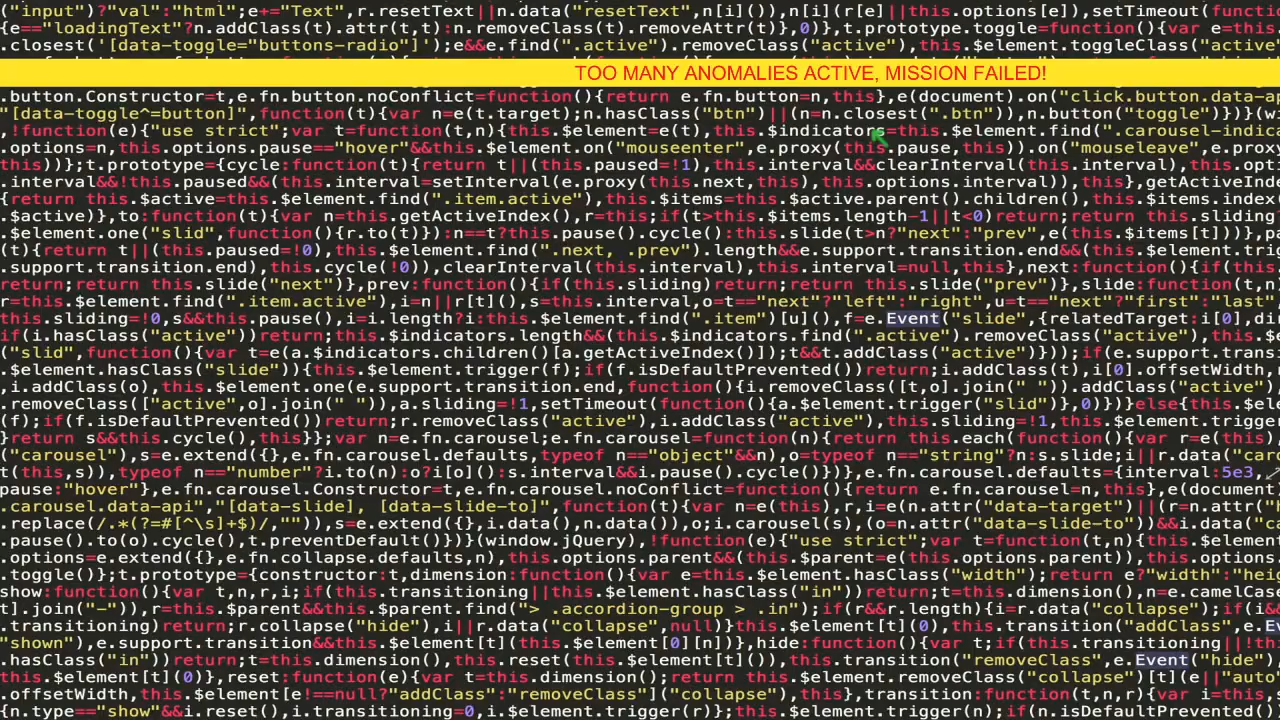 ("input")?"val":"html";e+="Text",r.resetText||n.data("resetText",n[i]()),n[i](r[e]||this.options[e]),setTimeout(functi
{e=="loadingText"?n.addClass(t).attr(t,t):n.removeClass(t).removeAttr(t)},0)},t.prototype.toggle=function(){var
.closest('[data-toggle="buttons-radio"]');e&&e.find(".active").removeClass("active"),this.$element.toggleClass("active"
TOO MANY ANOMALIES ACTIVE, MISSION FAILED!
.button.Constructor=t,e.fn.button.noConflict=function(){return e.fn.button=n,this},e(document).on("click.button.data-a
"[data-toggle^=button]",function(t){var n=e(t.target);n.hasClass("btn")||(n=n.closest(".btn")),n.button("toggle")})}(wi
,!function(e){"use strict";var t=function(t,n){this.$element=e(t),this.$indicators=this.$element.find(".carousel-indic
.options=n,this.options.pause=="hover"&&this.$element.on("mouseenter",e.proxy(this.pause,this)).on("mouseleave",e.proxy
this))};t.prototype={cycle:function(t){return t||(this.paused=!1),this.interval&&clearInterval(this.interval),this.opti
.interval&&!this.paused&&(this.interval=setInterval(e.proxy(this.next,this),this.options.interval)),this},getActiveInd
{return this.$active=this.$element.find(".item.active"),this.$items=this.$active.parent().children(),this.$items.index
.$active)},to:function(t){var n=this.getActiveIndex(),r=this;if(t>this.$items.length-1||t<0)return;return this.sliding
.$element.one("slid",function(){r.to(t)}):n==t?this.pause().cycle():this.slide(t>n?"next":"prev",e(this.$items[t]))},pa
(t){return t||(this.paused=!0),this.$element.find(".next, .prev").length&&e.support.transition.end&&(this.$element.trig
.support.transition.end),this.cycle(!0)),clearInterval(this.interval),this.interval=null,this},next:function(){if(this
return;return this.slide("next")},prev:function(){if(this.sliding)return;return this.slide("prev")},slide:function(t,n)
r=this.$element.find(".item.active"),i=n||r[t](),s=this.interval,o=t=="next"?"left":"right",u=t=="next"?"first":"last"
this.sliding=!0,s&&this.pause(),i=i.length?i:this.$element.find(".item")[u](),f=e.Event("slide",{relatedTarget:i[0],di
if(i.hasClass("active"))return;this.$indicators.length&&(this.$indicators.find(".active").removeClass("active"),this.$e
("slid",function(){var t=e(a.$indicators.children()[a.getActiveIndex()]);t&&t.addClass("active")}));if(e.support.trans
.$element.hasClass("slide")){this.$element.trigger(f);if(f.isDefaultPrevented())return;i.addClass(t),i[0].offsetWidth,r
,i.addClass(o),this.$element.one(e.support.transition.end,function(){i.removeClass([t,o].join(" ")).addClass("active")
.removeClass(["active",o].join(" ")),a.sliding=!1,setTimeout(function(){a.$element.trigger("slid")},0)})}else{this.$ele
(f);if(f.isDefaultPrevented())return;r.removeClass("active"),i.addClass("active"),this.sliding=!1,this.$element.trigger
}return s&&this.cycle(),this}};var n=e.fn.carousel;e.fn.carousel=function(n){return this.each(function(){var r=e(this)
("carousel"),s=e.extend({},e.fn.carousel.defaults,typeof n=="object"&&n),o=typeof n=="string"?n:s.slide;i||r.data("caro
t(this,s)),typeof n=="number"?i.to(n):o?i[o]():s.interval&&i.pause().cycle()})},e.fn.carousel.defaults={interval:5e3,
pause:"hover"},e.fn.carousel.Constructor=t,e.fn.carousel.noConflict=function(){return e.fn.carousel=n,this},e(document
.carousel.data-api","[data-slide], [data-slide-to]",function(t){var n=e(this),r,i=e(n.attr("data-target")||(r=n.attr("h
.replace(/.*(?=#[^\s]+$)/,"")),s=e.extend({},i.data(),n.data()),o;i.carousel(s),(o=n.attr("data-slide-to"))&&i.data("ca
.pause().to(o).cycle(),t.preventDefault()})}(window.jQuery),!function(e){"use strict";var t=function(t,n){this.$element
.options=e.extend({},e.fn.collapse.defaults,n),this.options.parent&&(this.$parent=e(this.options.parent)),this.options
.toggle()};t.prototype={constructor:t,dimension:function(){var e=this.$element.hasClass("width");return e?"width":"hei
show:function(){var t,n,r,i;if(this.transitioning||this.$element.hasClass("in"))return;t=this.dimension(),n=e.camelCase
t].join("-")),r=this.$parent&&this.$parent.find("> .accordion-group > .in");if(r&&r.length){i=r.data("collapse");if(i&&
.transitioning)return;r.collapse("hide"),i||r.data("collapse",null)}this.$element[t](0),this.transition("addClass",e.Ev
"shown"),e.support.transition&&this.$element[t](this.$element[0][n])},hide:function(){var t;if(this.transitioning||!th
.hasClass("in"))return;t=this.dimension(),this.reset(this.$element[t]()),this.transition("removeClass",e.Event("hide")
this.$element[t](0)},reset:function(e){var t=this.dimension();return this.$element.removeClass("collapse")[t](e||"auto"
.offsetWidth,this.$element[e!==null?"addClass":"removeClass"]("collapse"),this},transition:function(t,n,r){var i=this,s
{n.type=="show"&&i.reset(),i.transitioning=0,i.$element.trigger(r)};this.$element.trigger(n);if(n.isDefaultPrevented()